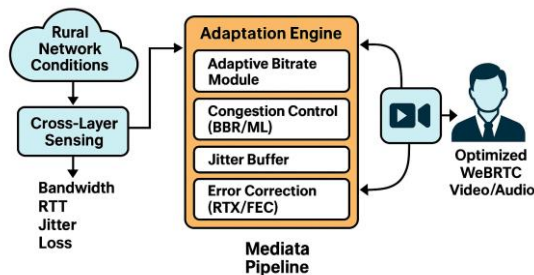 Rural
Network
Conditions
Cross-Layer
Sensing
Bandwidth
RTT
Jitter
Loss
Adaptation Engine
Adaptive Bitrate
Module
Congestion Control
(BBR/ML)
Jitter Buffer
Error Correction
(RTX/FEC)
Mediata
Pipeline
Optimized
WeBRTC
Video/Audio